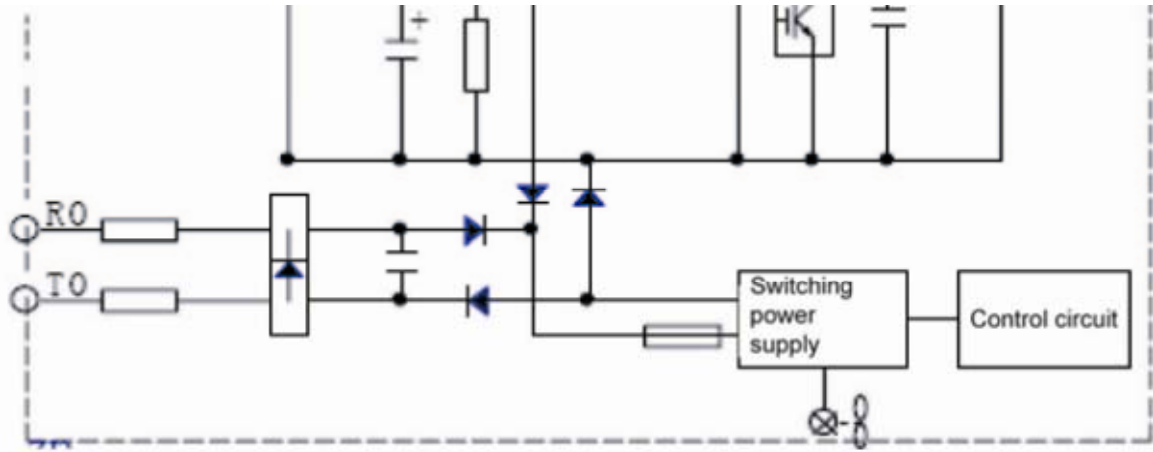 R0
T0
Switching
power
supply
Control circuit